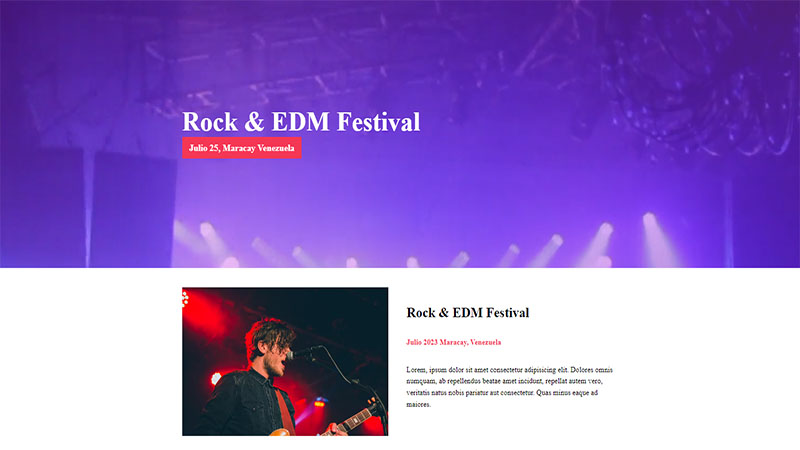 Rock & EDM Festival
Julio 25, Maracay Venezuela
Rock & EDM Festival
Julio 2023 Maracay, Venezuela
Lorem, ipsum dolor sit amet consectetur adipisicing elit. Dolores omnis
numquam, ab repellendus beatae amet incidunt, repellat autem vero,
veritatis natus nobis pariatur aut consectetur. Quas minus eaque ad
maiores.